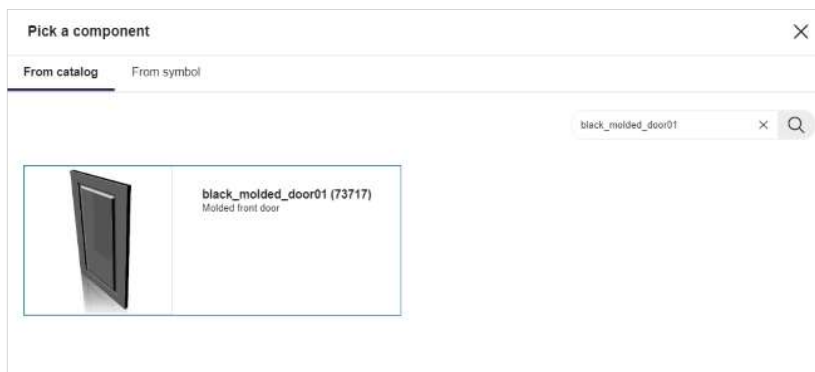 Pick a component
From catalog From symbol
black_molded_door01
black_molded_door01 (73717)
Molded front door